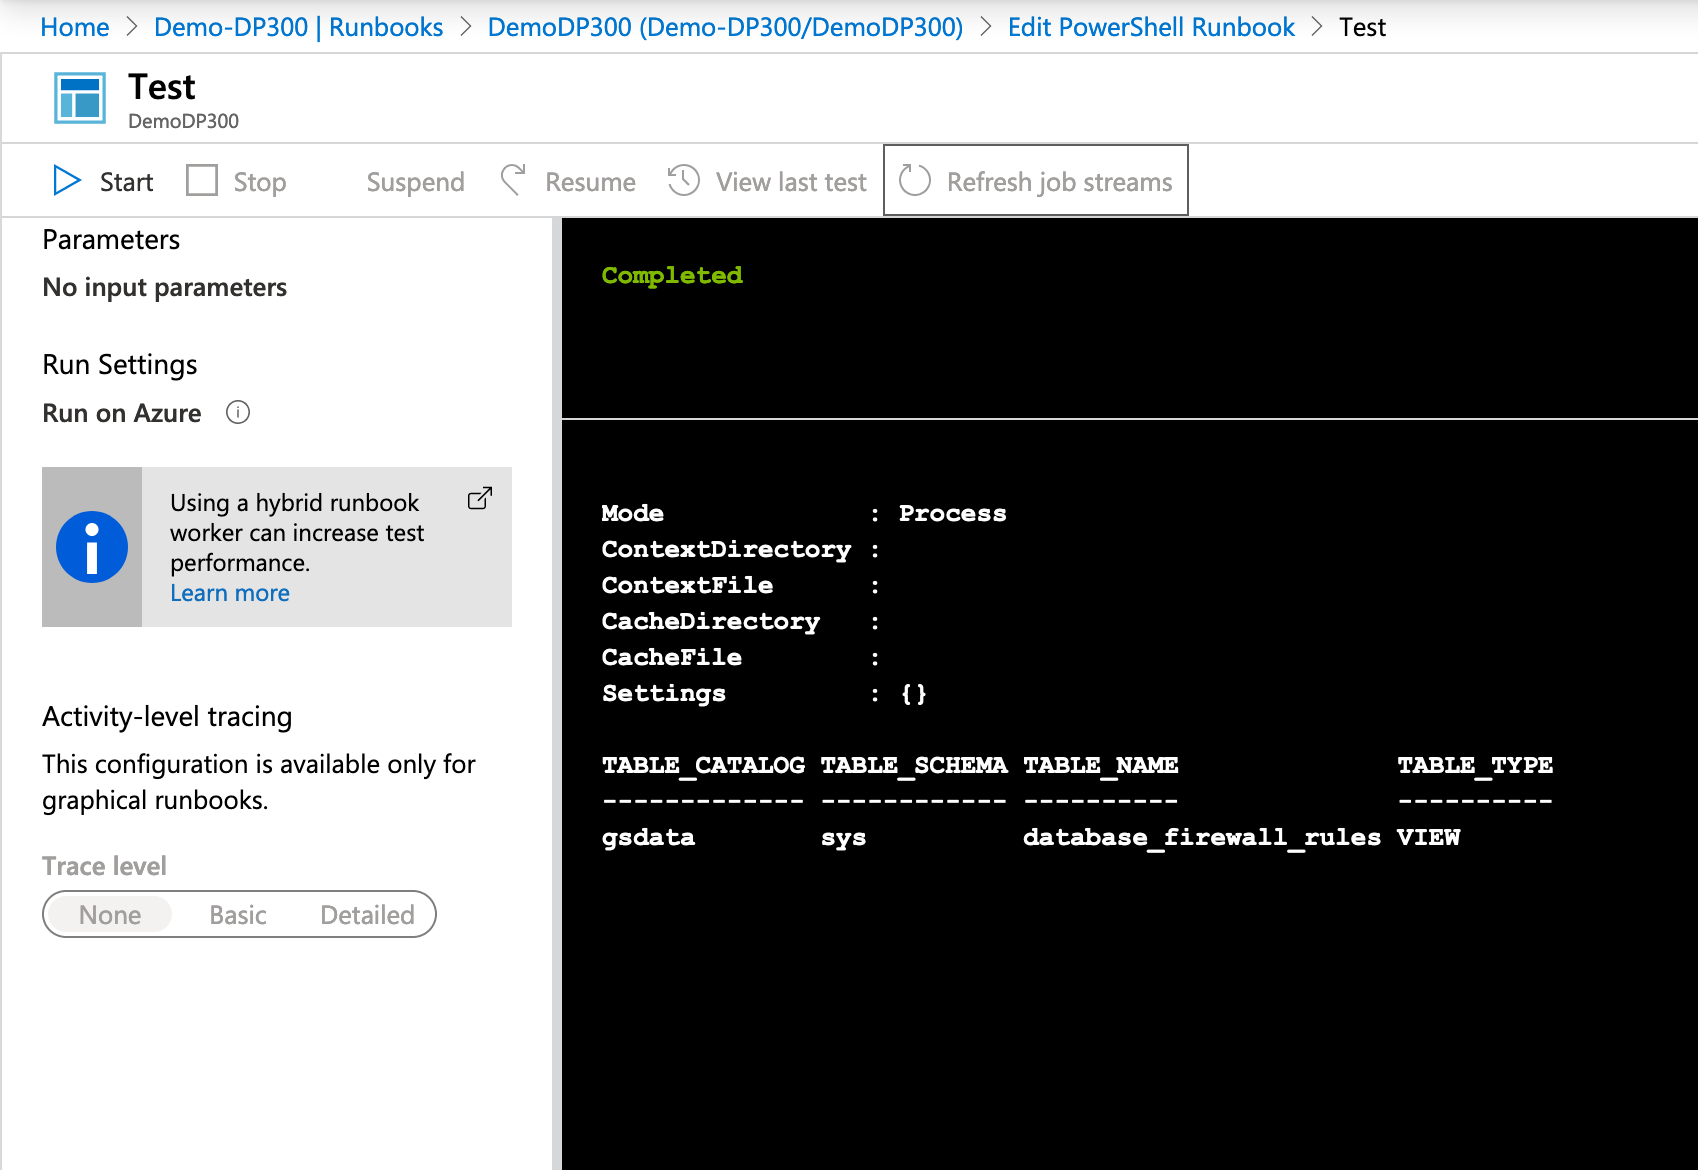 Home > Demo-DP300 | Runbooks > DemoDP300 (Demo-DP300/DemoDP300) > Edit PowerShell Runbook > Test
Test
DemoDP300
Start Stop Suspend Resume View last test Refresh job streams
Parameters
No input parameters
Run Settings
Run on Azure
Using a hybrid runbook
worker can increase test
performance.
Learn more
Activity-level tracing
This configuration is available only for
graphical runbooks.
Trace level
None Basic Detailed
Completed
Mode : Process
ContextDirectory :
ContextFile :
CacheDirectory :
CacheFile :
Settings : {}
TABLE_CATALOG TABLE_SCHEMA TABLE_NAME TABLE_TYPE
------------- ------------ ---------- ----------
gsdata sys database_firewall_rules VIEW